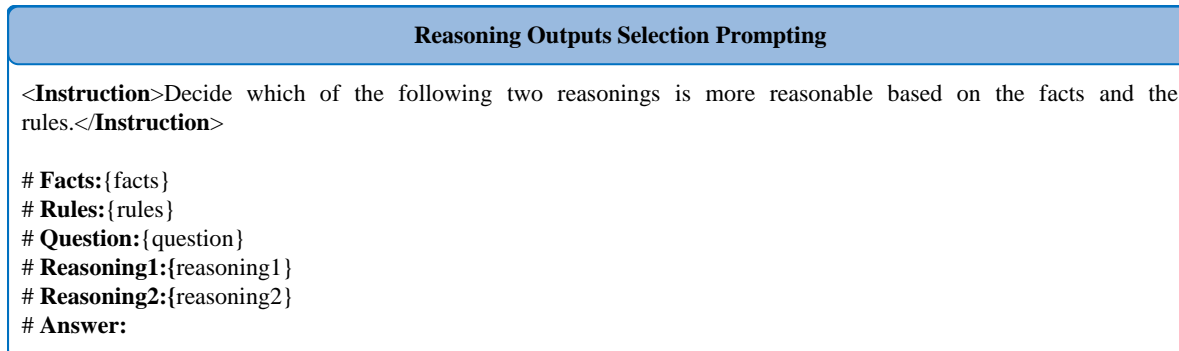 Reasoning Outputs Selection Prompting
<Instruction>Decide which of the following two reasonings is more reasonable based on the facts and the
rules.</Instruction>
# Facts:{facts}
# Rules:{rules}
# Question:{question}
# Reasoning1:{reasoning1}
# Reasoning2:{reasoning2}
# Answer: